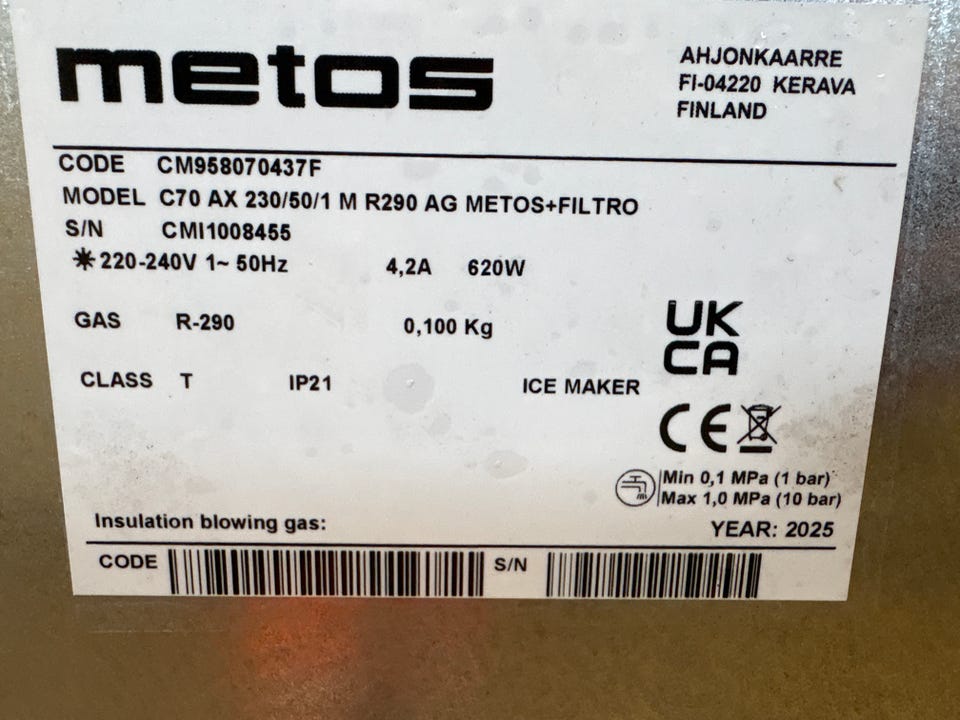 metos
AHJONKAARRE
FI-04220 KERAVA
FINLAND
CODE CM958070437F
MODEL C70 AX 230/50/1 M R290 AG METOS+FILTRO
S/N CMI1008455
✳220-240V 1~ 50Hz 4,2A 620W
GAS R-290 0,100 Kg
UK
CA
CLASS T IP21 ICE MAKER
CE
Min 0,1 MPa (1 bar)
Max 1,0 MPa (10 bar)
Insulation blowing gas:
YEAR: 2025
CODE S/N